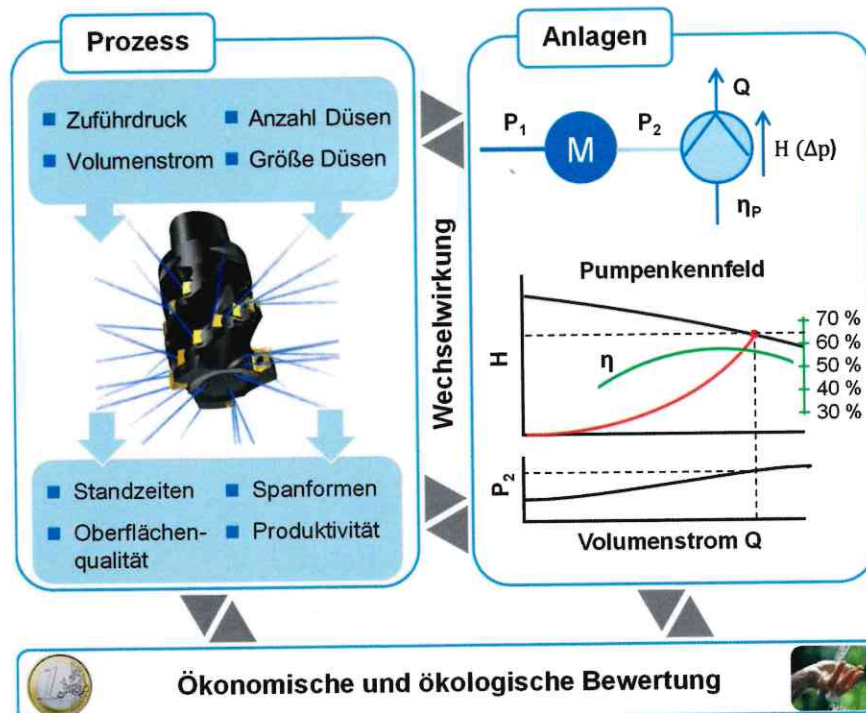 Prozess
Zuführdruck
Volumenstrom
Anzahl Düsen
Größe Düsen
Standzeiten
Oberflächen-
qualität
Spanformen
Produktivität
Wechselwirkung
Anlagen
P₁
M
P₂
Q
H (Δp)
ηP
Pumpenkennfeld
H
η
70 %
60 %
50 %
40 %
30 %
P₂
Volumenstrom Q
1
Ökonomische und ökologische Bewertung